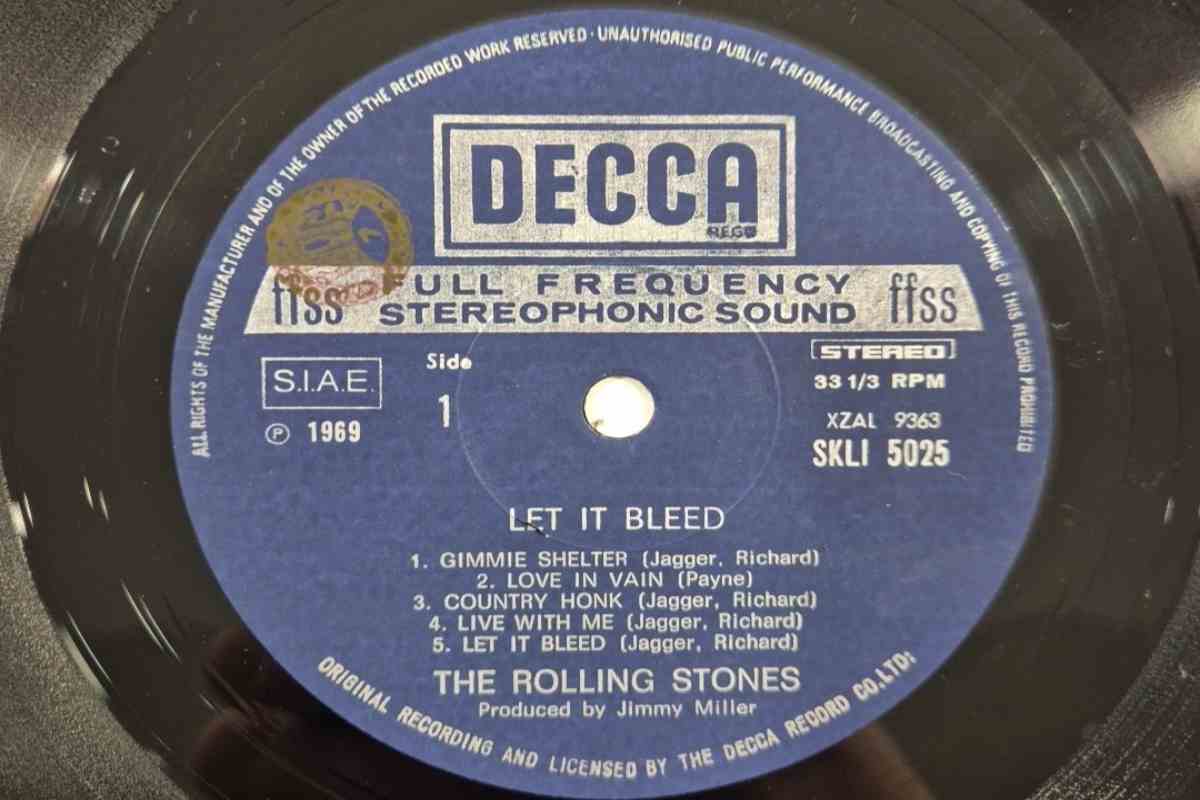 ALL RIGHTS OF THE MANUFACTURER AND OF THE OWNER OF THE RECORDED WORK RESERVED · UNAUTHORISED PUBLIC PERFORMANCE BROADCASTING AND COPYING OF THIS RECORD PROHIBITED
DECCA
REGD
ffss FULL FREQUENCY STEREOPHONIC SOUND ffss
S.I.A.E.
℗ 1969
Side
1
STEREO
33 1/3 RPM
XZAL 9363
SKLI 5025
LET IT BLEED
1. GIMMIE SHELTER (Jagger, Richard)
2. LOVE IN VAIN (Payne)
3. COUNTRY HONK (Jagger, Richard)
4. LIVE WITH ME (Jagger, Richard)
5. LET IT BLEED (Jagger, Richard)
THE ROLLING STONES
Produced by Jimmy Miller
ORIGINAL RECORDING AND LICENSED BY THE DECCA RECORD CO. LTD: